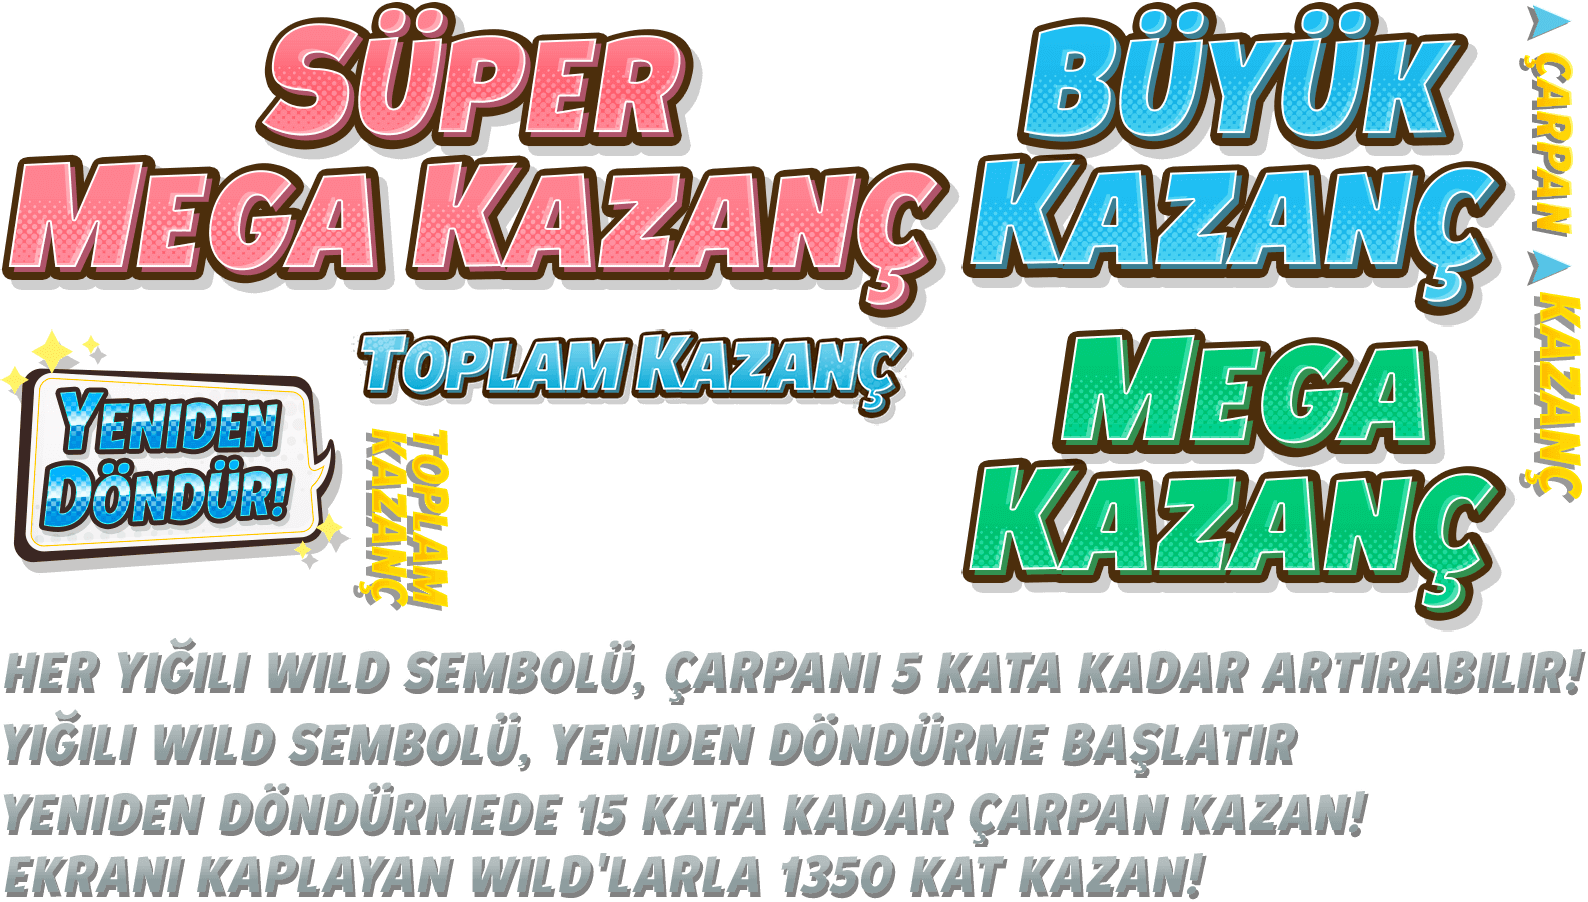 SÜPER
MEGA KAZANÇ
BÜYÜK
KAZANÇ
ÇARPAN
KAZANÇ
YENIDEN
DÖNDÜR!
TOPLAM KAZANÇ
TOPLAM
KAZANÇ
MEGA
KAZANÇ
HER YIĞILI WILD SEMBOLÜ, ÇARPANI 5 KATA KADAR ARTIRABILIR!
YIĞILI WILD SEMBOLÜ, YENIDEN DÖNDÜRME BAŞLATIR
YENIDEN DÖNDÜRMEDE 15 KATA KADAR ÇARPAN KAZAN!
EKRANI KAPLAYAN WILD'LARLA 1350 KAT KAZAN!